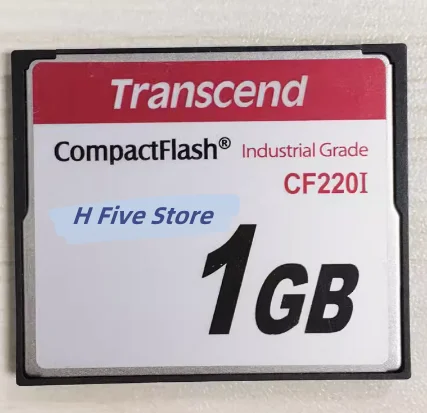 Transcend
CompactFlash® Industrial Grade
CF220I
H Five Store
1GB